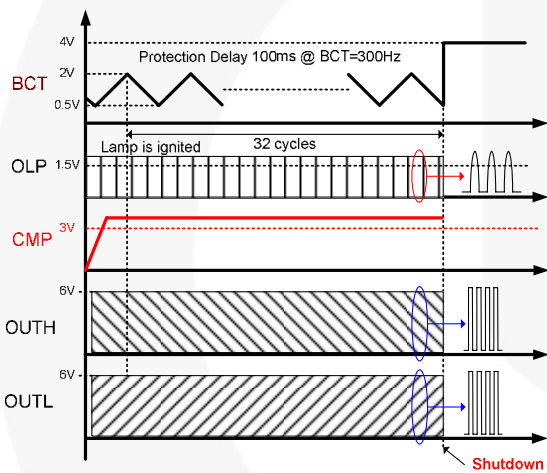 4V
Protection Delay 100ms @ BCT=300Hz
BCT
2V
0.5V
Lamp is ignited
32 cycles
OLP
1.5V
CMP
3V
6V
OUTH
6V
OUTL
Shutdown